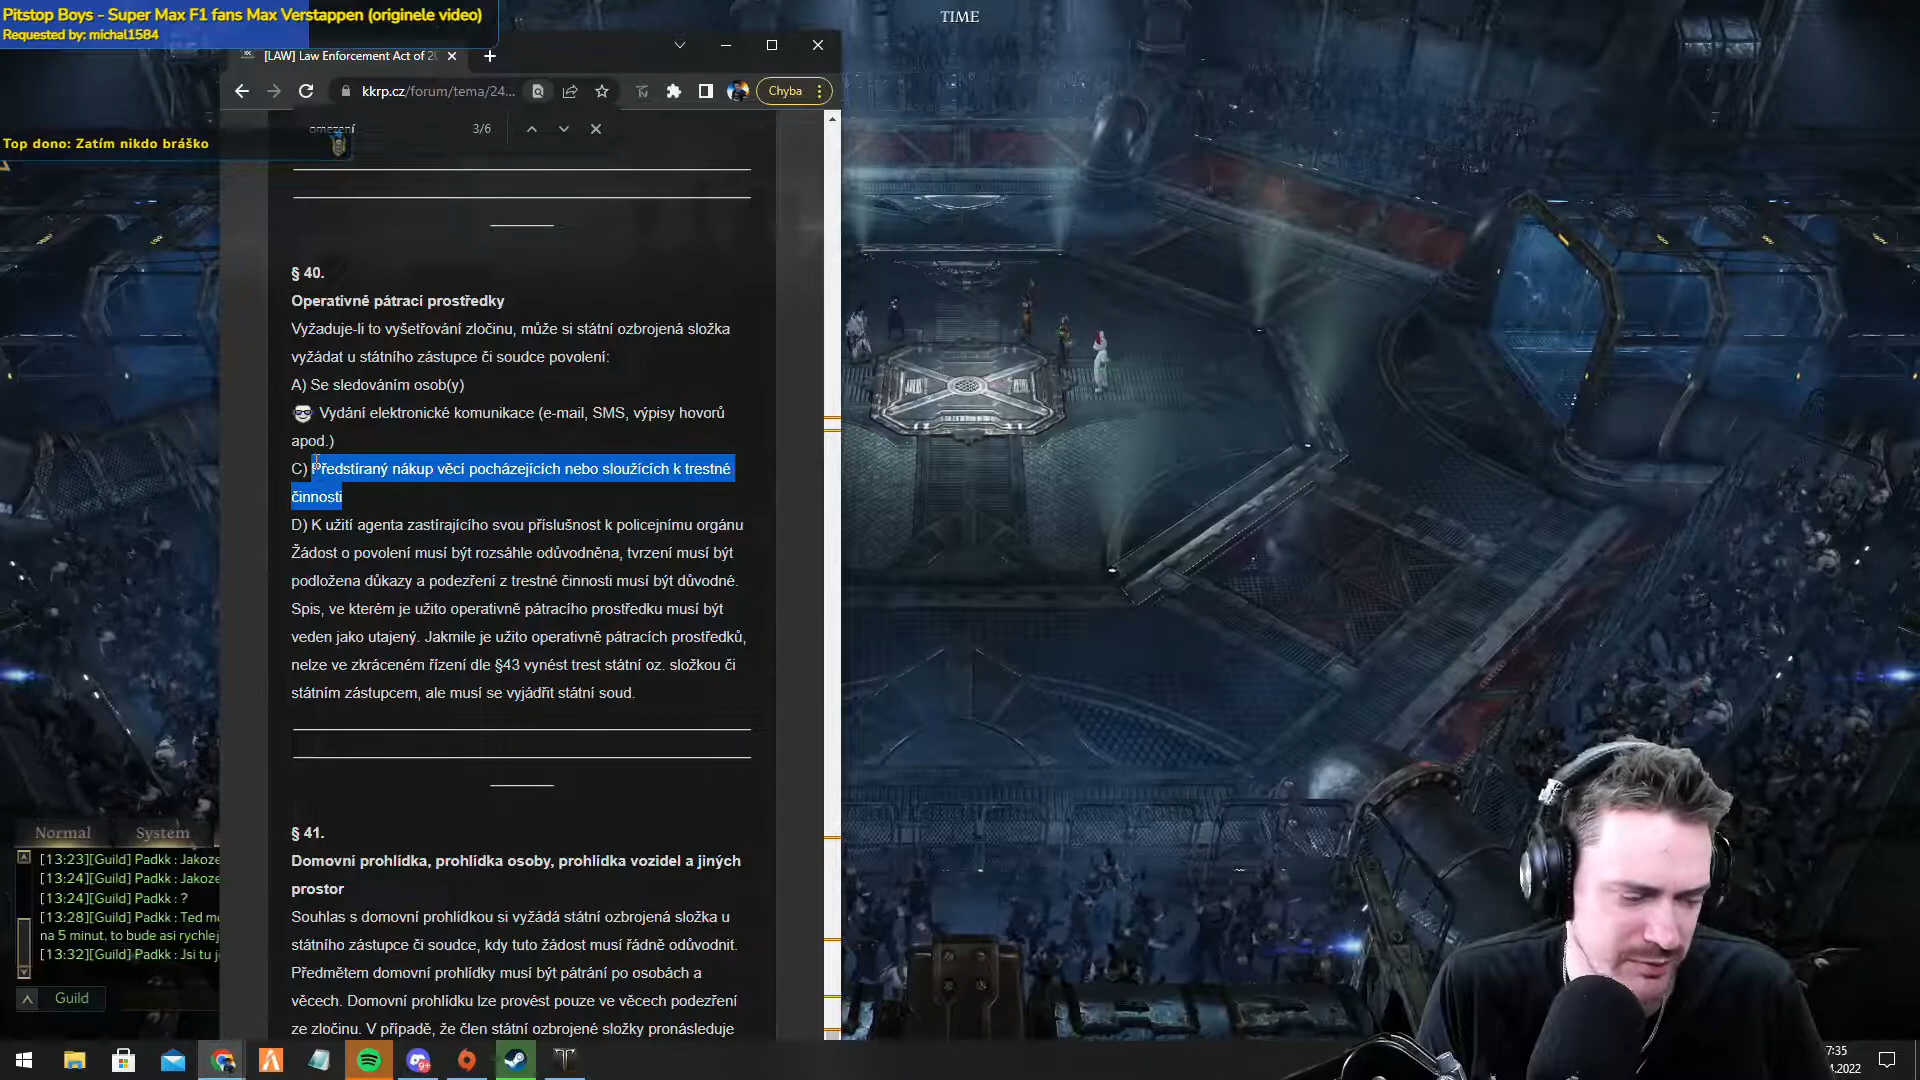 Pitstop Boys - Super Max F1 fans Max Verstappen (originele video)
Requested by: michal1584
TIME
[LAW] Law Enforcement Act of 20
kkrp.cz/forum/tema/24...
Chyba
omezení
3/6
Top dono: Zatím nikdo bráško
§ 40.
Operativně pátrací prostředky
Vyžaduje-li to vyšetřování zločinu, může si státní ozbrojená složka
vyžádat u státního zástupce či soudce povolení:
A) Se sledováním osob(y)
Vydání elektronické komunikace (e-mail, SMS, výpisy hovorů
apod.)
C) Předstíraný nákup věcí pocházejících nebo sloužících k trestné
činnosti
D) K užití agenta zastírajícího svou příslušnost k policejnímu orgánu
Žádost o povolení musí být rozsáhle odůvodněna, tvrzení musí být
podložena důkazy a podezření z trestné činnosti musí být důvodné.
Spis, ve kterém je užito operativně pátracího prostředku musí být
veden jako utajený. Jakmile je užito operativně pátracích prostředků,
nelze ve zkráceném řízení dle §43 vynést trest státní oz. složkou či
státním zástupcem, ale musí se vyjádřit státní soud.
§ 41.
Domovní prohlídka, prohlídka osoby, prohlídka vozidel a jiných
prostor
Souhlas s domovní prohlídkou si vyžádá státní ozbrojená složka u
státního zástupce či soudce, kdy tuto žádost musí řádně odůvodnit.
Předmětem domovní prohlídky musí být pátrání po osobách a
věcech. Domovní prohlídku lze provést pouze ve věcech podezření
ze zločinu. V případě, že člen státní ozbrojené složky pronásleduje
Normal
System
[13:23][Guild] Padkk : Jakoze
[13:24][Guild] Padkk : Jakoze
[13:24][Guild] Padkk : ?
[13:28][Guild] Padkk : Ted mo
na 5 minut, to bude asi rychlej
[13:32][Guild] Padkk : Jsi tu j
Guild
9+
7:35
4.2022